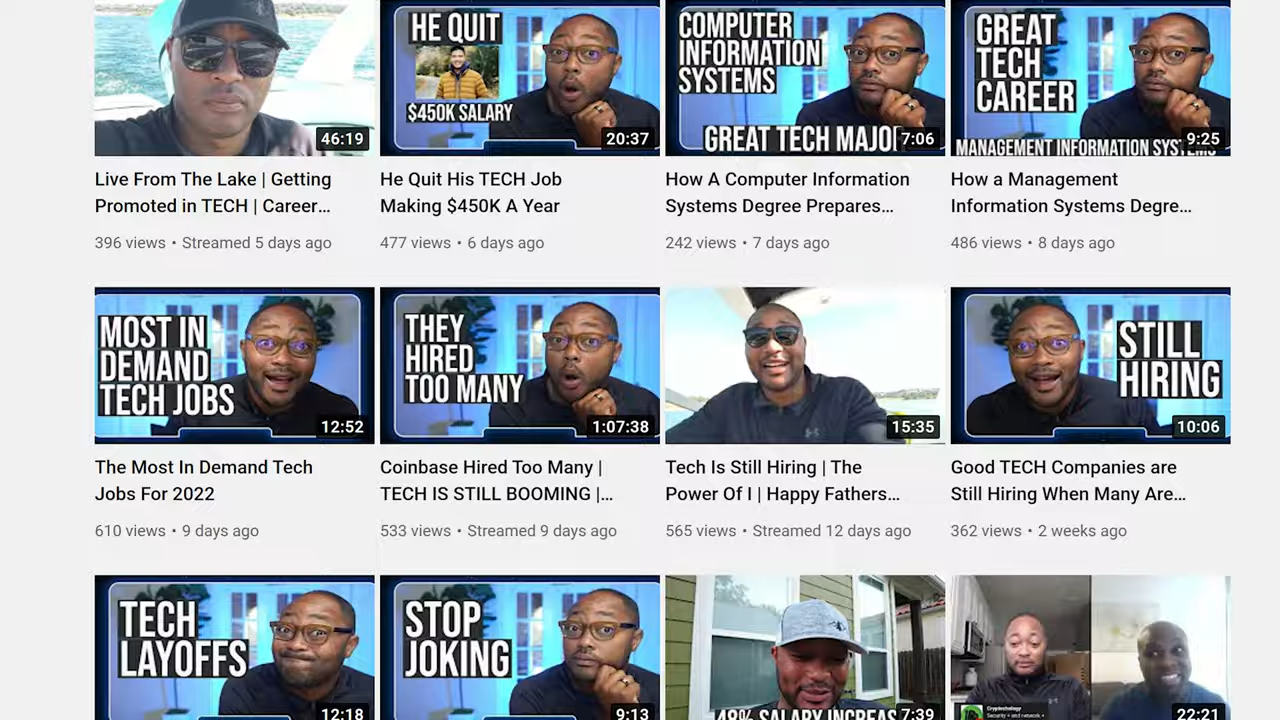 46:19
HE QUIT
$450K SALARY
20:37
COMPUTER
INFORMATION
SYSTEMS
GREAT TECH MAJOR
7:06
GREAT
TECH
CAREER
MANAGEMENT INFORMATION SYSTEMS
9:25
Live From The Lake | Getting
Promoted in TECH | Career…
396 views • Streamed 5 days ago
He Quit His TECH Job
Making $450K A Year
477 views • 6 days ago
How A Computer Information
Systems Degree Prepares…
242 views • 7 days ago
How a Management
Information Systems Degre…
486 views • 8 days ago
MOST IN
DEMAND
TECH JOBS
12:52
THEY
HIRED
TOO MANY
1:07:38
15:35
STILL
HIRING
10:06
The Most In Demand Tech
Jobs For 2022
610 views • 9 days ago
Coinbase Hired Too Many |
TECH IS STILL BOOMING |…
533 views • Streamed 9 days ago
Tech Is Still Hiring | The
Power Of I | Happy Fathers…
565 views • Streamed 12 days ago
Good TECH Companies are
Still Hiring When Many Are…
362 views • 2 weeks ago
TECH
LAYOFFS
12:18
STOP
JOKING
9:13
48% SALARY INCREAS
7:39
Cryptochology
Security + and network +
22:21